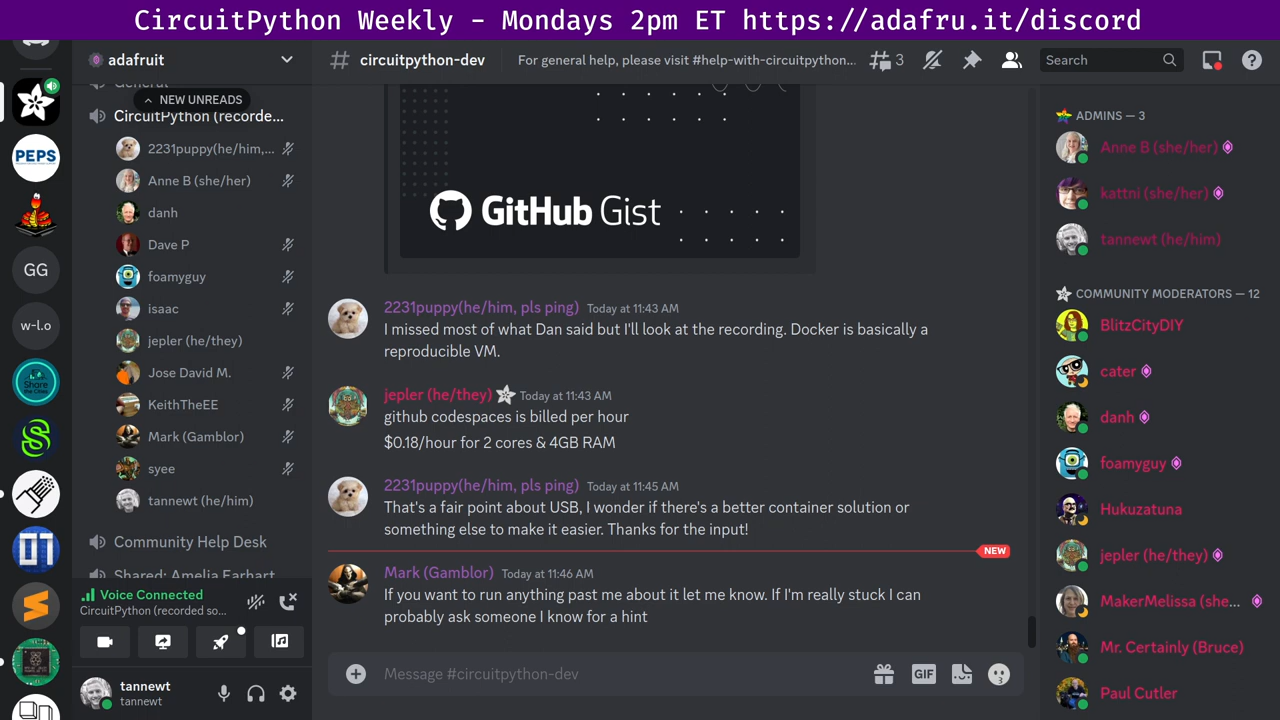 CircuitPython Weekly - Mondays 2pm ET https://adafru.it/discord
adafruit
# circuitpython-dev
For general help, please visit #help-with-circuitpython...
3
Search
General
NEW UNREADS
CircuitPython (recorde...
2231puppy(he/him,...
Anne B (she/her)
danh
Dave P
foamyguy
isaac
jepler (he/they)
Jose David M.
KeithTheEE
Mark (Gamblor)
syee
tannewt (he/him)
Community Help Desk
Shared: Amelia Earhart
Voice Connected
CircuitPython (recorded so...
tannewt
tannewt
PEPS
GG
w-l.o
Share the Cities
GitHub Gist
2231puppy(he/him, pls ping) Today at 11:43 AM
I missed most of what Dan said but I'll look at the recording. Docker is basically a
reproducible VM.
jepler (he/they) Today at 11:43 AM
github codespaces is billed per hour
$0.18/hour for 2 cores & 4GB RAM
2231puppy(he/him, pls ping) Today at 11:45 AM
That's a fair point about USB, I wonder if there's a better container solution or
something else to make it easier. Thanks for the input!
NEW
Mark (Gamblor) Today at 11:46 AM
If you want to run anything past me about it let me know. If I'm really stuck I can
probably ask someone I know for a hint
Message #circuitpython-dev
GIF
ADMINS — 3
Anne B (she/her)
kattni (she/her)
tannewt (he/him)
COMMUNITY MODERATORS — 12
BlitzCityDIY
cater
danh
foamyguy
Hukuzatuna
jepler (he/they)
MakerMelissa (she...
Mr. Certainly (Bruce)
Paul Cutler